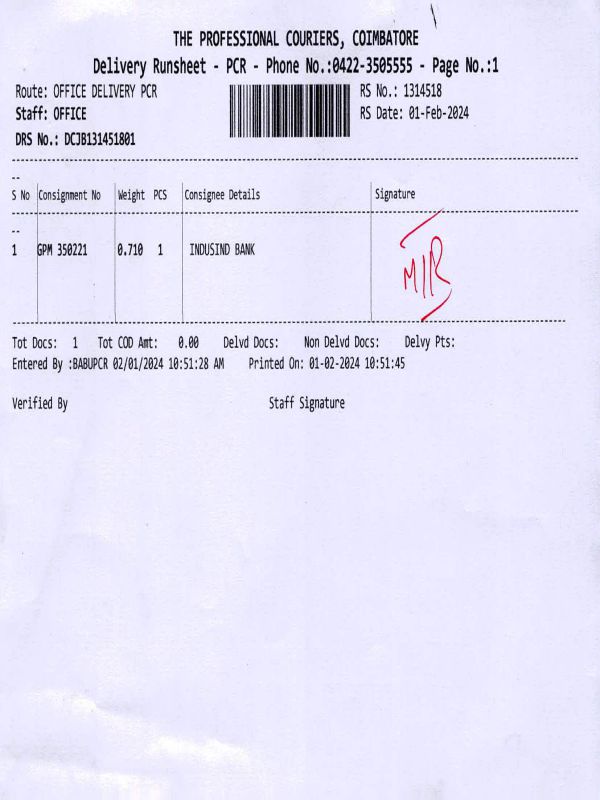 THE PROFESSIONAL COURIERS, COIMBATORE
Delivery Runsheet - PCR - Phone No.:0422-3505555 - Page No.:1
Route: OFFICE DELIVERY PCR RS No.: 1314518
Staff: OFFICE RS Date: 01-Feb-2024
DRS No.: DCJB131451801
S No Consignment No Weight PCS Consignee Details Signature
1 GPM 350221 0.710 1 INDUSIND BANK
Tot Docs: 1 Tot COD Amt: 0.00 Delvd Docs: Non Delvd Docs: Delvy Pts:
Entered By :BABUPCR 02/01/2024 10:51:28 AM Printed On: 01-02-2024 10:51:45
Verified By Staff Signature